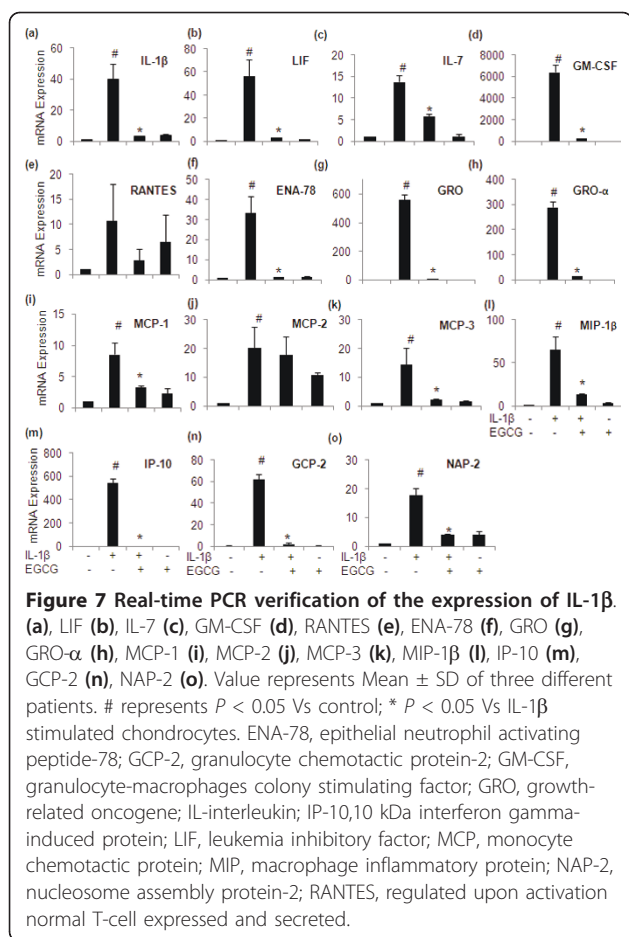 (a) (b) (c) (d)
60 # IL-1β 80 # LIF 20 IL-7 8000 # GM-CSF
mRNA Expression
40 60 15 # 6000
40 10 * 4000
20 * 20 * 5 2000 *
0 0 0 0
(e) (f) (g) (h)
20 RANTES 50 # ENA-78 # GRO 400 GRO-α
mRNA Expression
15 40 600 300 #
10 30 400 200
5 20 200 100
10 * * *
0 0 0 0
(i) (j) (k) (l)
15 MCP-1 30 # MCP-2 30 MCP-3 100 MIP-1β
mRNA Expression
10 # 20 20 # 75 #
5 * 10 10 * 50
25 *
0 0 0 0
IL-1β - + + -
EGCG - - + +
(m) (n) (o)
800 IP-10 80 GCP-2 30 NAP-2
mRNA Expression
600 # 60 # 20 #
400 40
200 20 10
* * *
0 0 0
IL-1β - + + - IL-1β - + + - IL-1β - + + -
EGCG - - + + EGCG - - + + EGCG - - + +
Figure 7 Real-time PCR verification of the expression of IL-1β.
(a), LIF (b), IL-7 (c), GM-CSF (d), RANTES (e), ENA-78 (f), GRO (g),
GRO-α (h), MCP-1 (i), MCP-2 (j), MCP-3 (k), MIP-1β (l), IP-10 (m),
GCP-2 (n), NAP-2 (o). Value represents Mean ± SD of three different
patients. # represents P < 0.05 Vs control; * P < 0.05 Vs IL-1β
stimulated chondrocytes. ENA-78, epithelial neutrophil activating
peptide-78; GCP-2, granulocyte chemotactic protein-2; GM-CSF,
granulocyte-macrophages colony stimulating factor; GRO, growth-
related oncogene; IL-interleukin; IP-10,10 kDa interferon gamma-
induced protein; LIF, leukemia inhibitory factor; MCP, monocyte
chemotactic protein; MIP, macrophage inflammatory protein; NAP-2,
nucleosome assembly protein-2; RANTES, regulated upon activation
normal T-cell expressed and secreted.